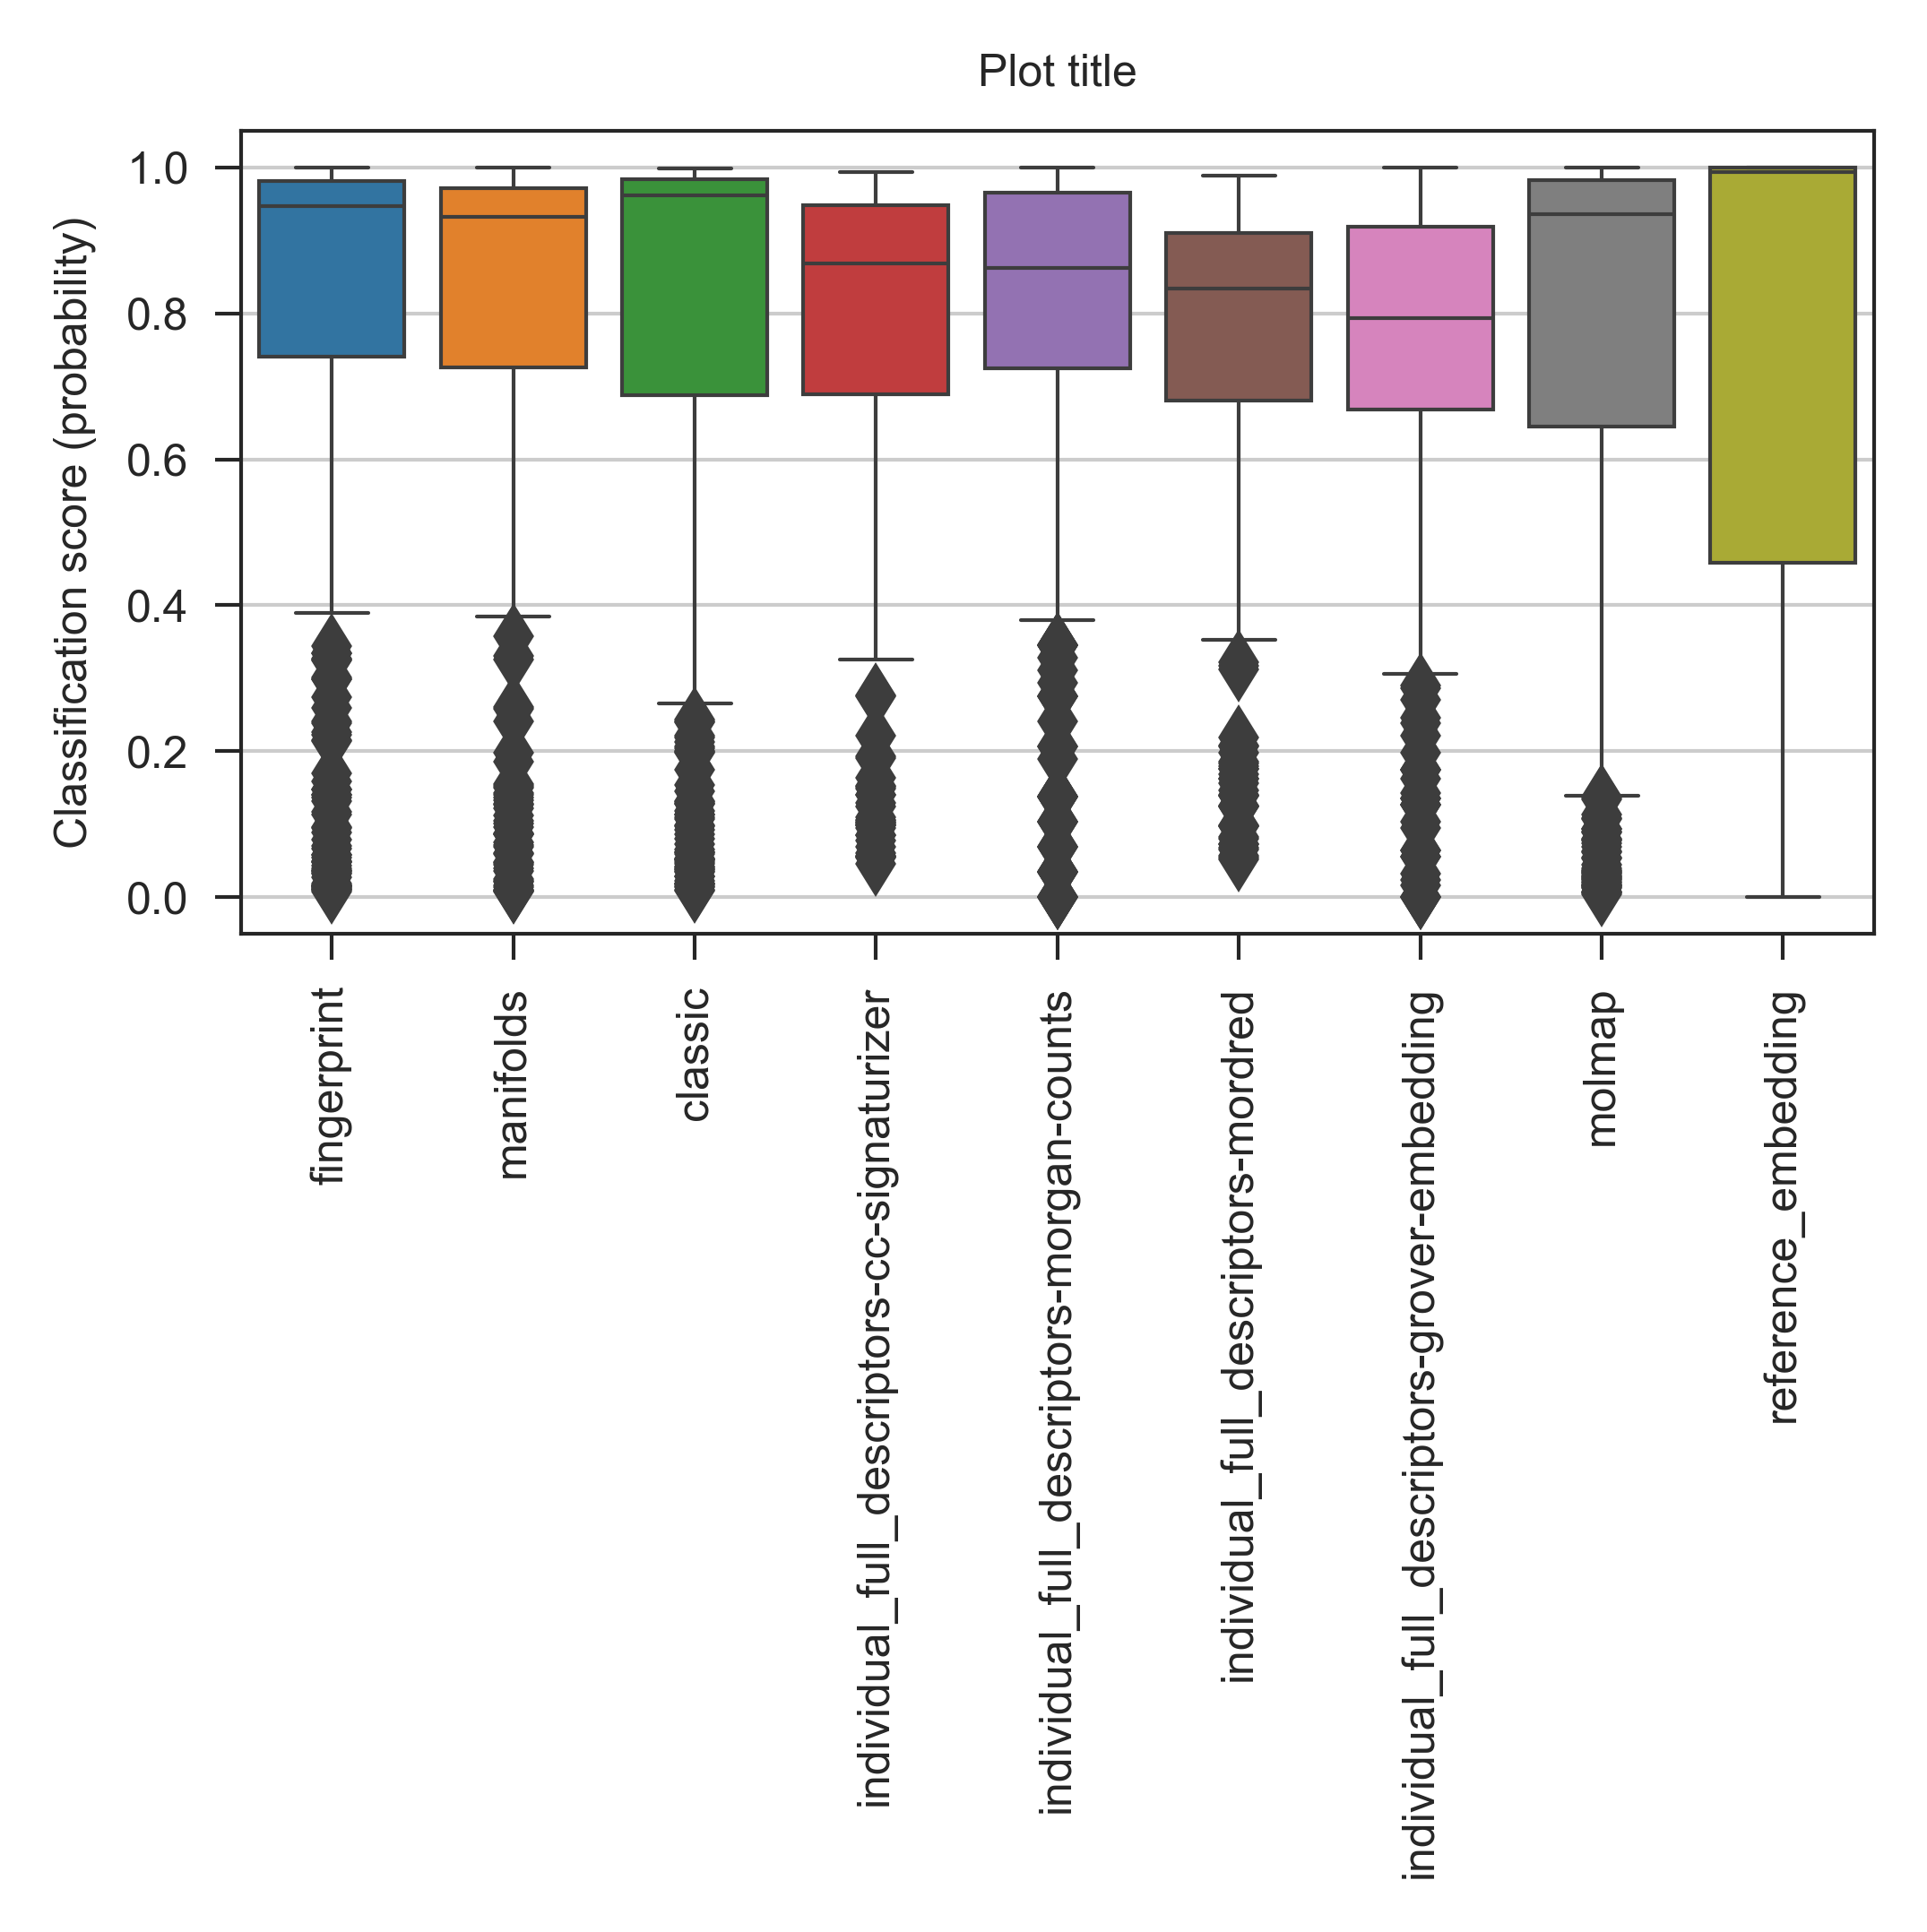 Plot title
Classification score (probability)
1.0
0.8
0.6
0.4
0.2
0.0
fingerprint
manifolds
classic
individual_full_descriptors-cc-signaturizer
individual_full_descriptors-morgan-counts
individual_full_descriptors-mordred
individual_full_descriptors-grover-embedding
molmap
reference_embedding